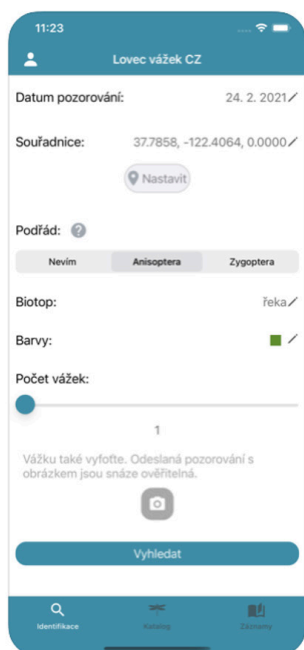 11:23
Lovec vážek CZ
Datum pozorování: 24. 2. 2021
Souřadnice: 37.7858, -122.4064, 0.0000
Nastavit
Podřád: ?
Nevím Anisoptera Zygoptera
Biotop: řeka
Barvy:
Počet vážek:
1
Vážku také vyfoťte. Odeslaná pozorování s
obrázkem jsou snáze ověřitelná.
Vyhledat
Identifikace Katalog Záznamy